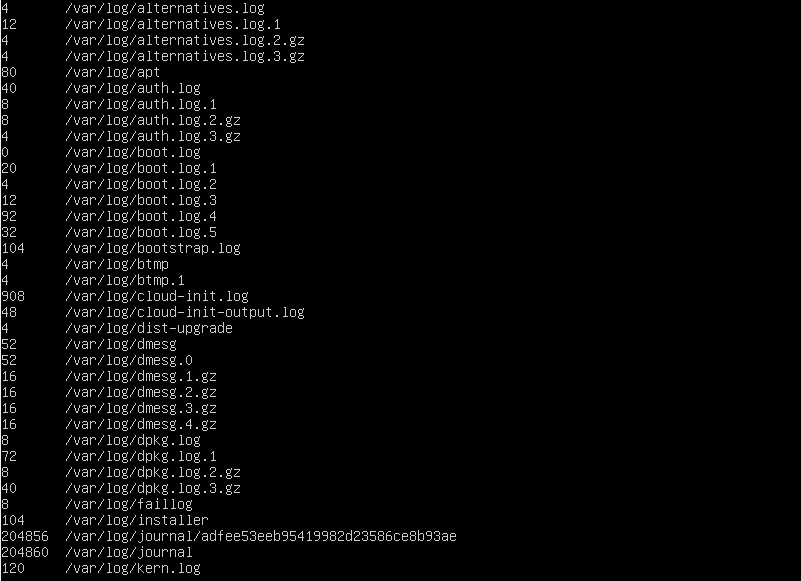 4       /var/log/alternatives.log
12      /var/log/alternatives.log.1
4       /var/log/alternatives.log.2.gz
4       /var/log/alternatives.log.3.gz
80      /var/log/apt
40      /var/log/auth.log
8       /var/log/auth.log.1
8       /var/log/auth.log.2.gz
4       /var/log/auth.log.3.gz
0       /var/log/boot.log
20      /var/log/boot.log.1
4       /var/log/boot.log.2
12      /var/log/boot.log.3
92      /var/log/boot.log.4
32      /var/log/boot.log.5
104     /var/log/bootstrap.log
4       /var/log/btmp
4       /var/log/btmp.1
908     /var/log/cloud-init.log
48      /var/log/cloud-init-output.log
4       /var/log/dist-upgrade
52      /var/log/dmesg
52      /var/log/dmesg.0
16      /var/log/dmesg.1.gz
16      /var/log/dmesg.2.gz
16      /var/log/dmesg.3.gz
16      /var/log/dmesg.4.gz
8       /var/log/dpkg.log
72      /var/log/dpkg.log.1
8       /var/log/dpkg.log.2.gz
40      /var/log/dpkg.log.3.gz
8       /var/log/faillog
104     /var/log/installer
204856  /var/log/journal/adfee53eeb95419982d23586ce8b93ae
204860  /var/log/journal
120     /var/log/kern.log